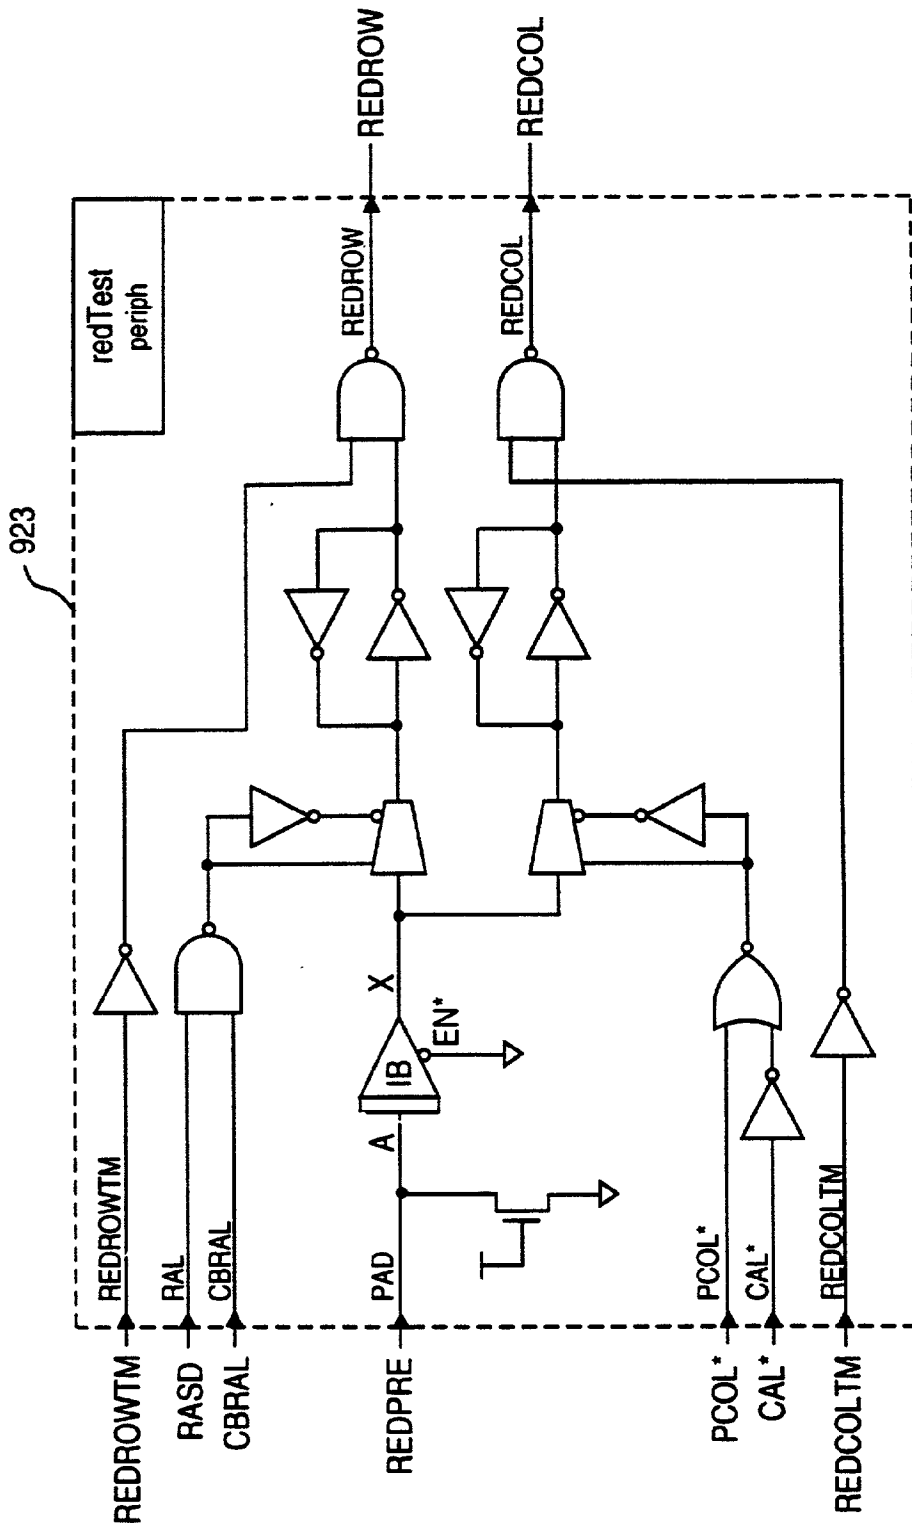 923
redTest
periph
REDROWTM
REDROWTM
RASD
RAL
CBRAL
CBRAL
REDPRE
PAD
A
IB
X
EN*
PCOL*
PCOL*
CAL*
CAL*
REDCOLTM
REDCOLTM
REDROW
REDROW
REDCOL
REDCOL